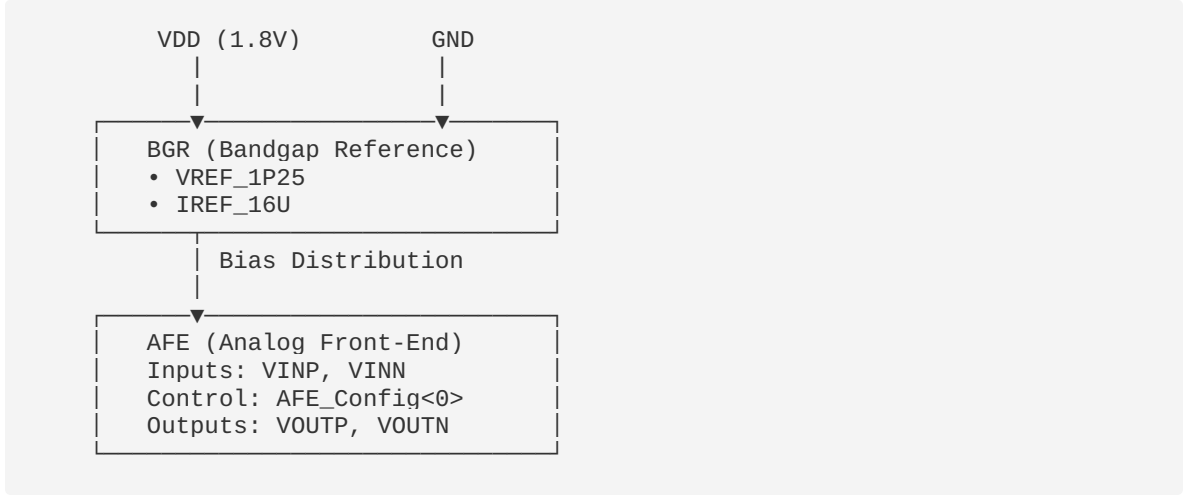 VDD (1.8V) GND
BGR (Bandgap Reference)
• VREF_1P25
• IREF_16U
Bias Distribution
AFE (Analog Front-End)
Inputs: VINP, VINN
Control: AFE_Config<0>
Outputs: VOUTP, VOUTN